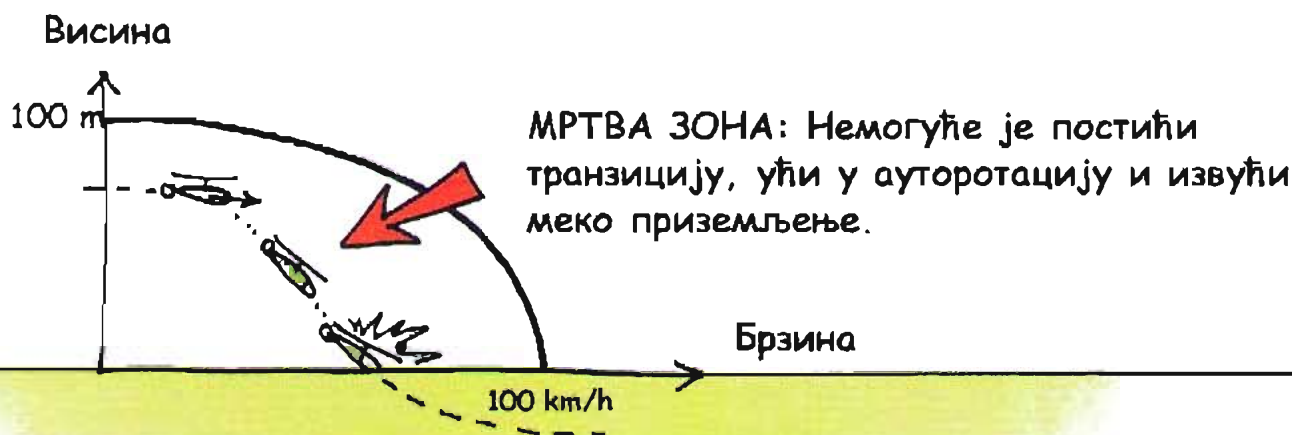 Висина
100 m
МРТВА ЗОНА: Немогуће је постићи
транзицију, ући у ауторотацију и извући
меко приземљење.
Брзина
100 km/h